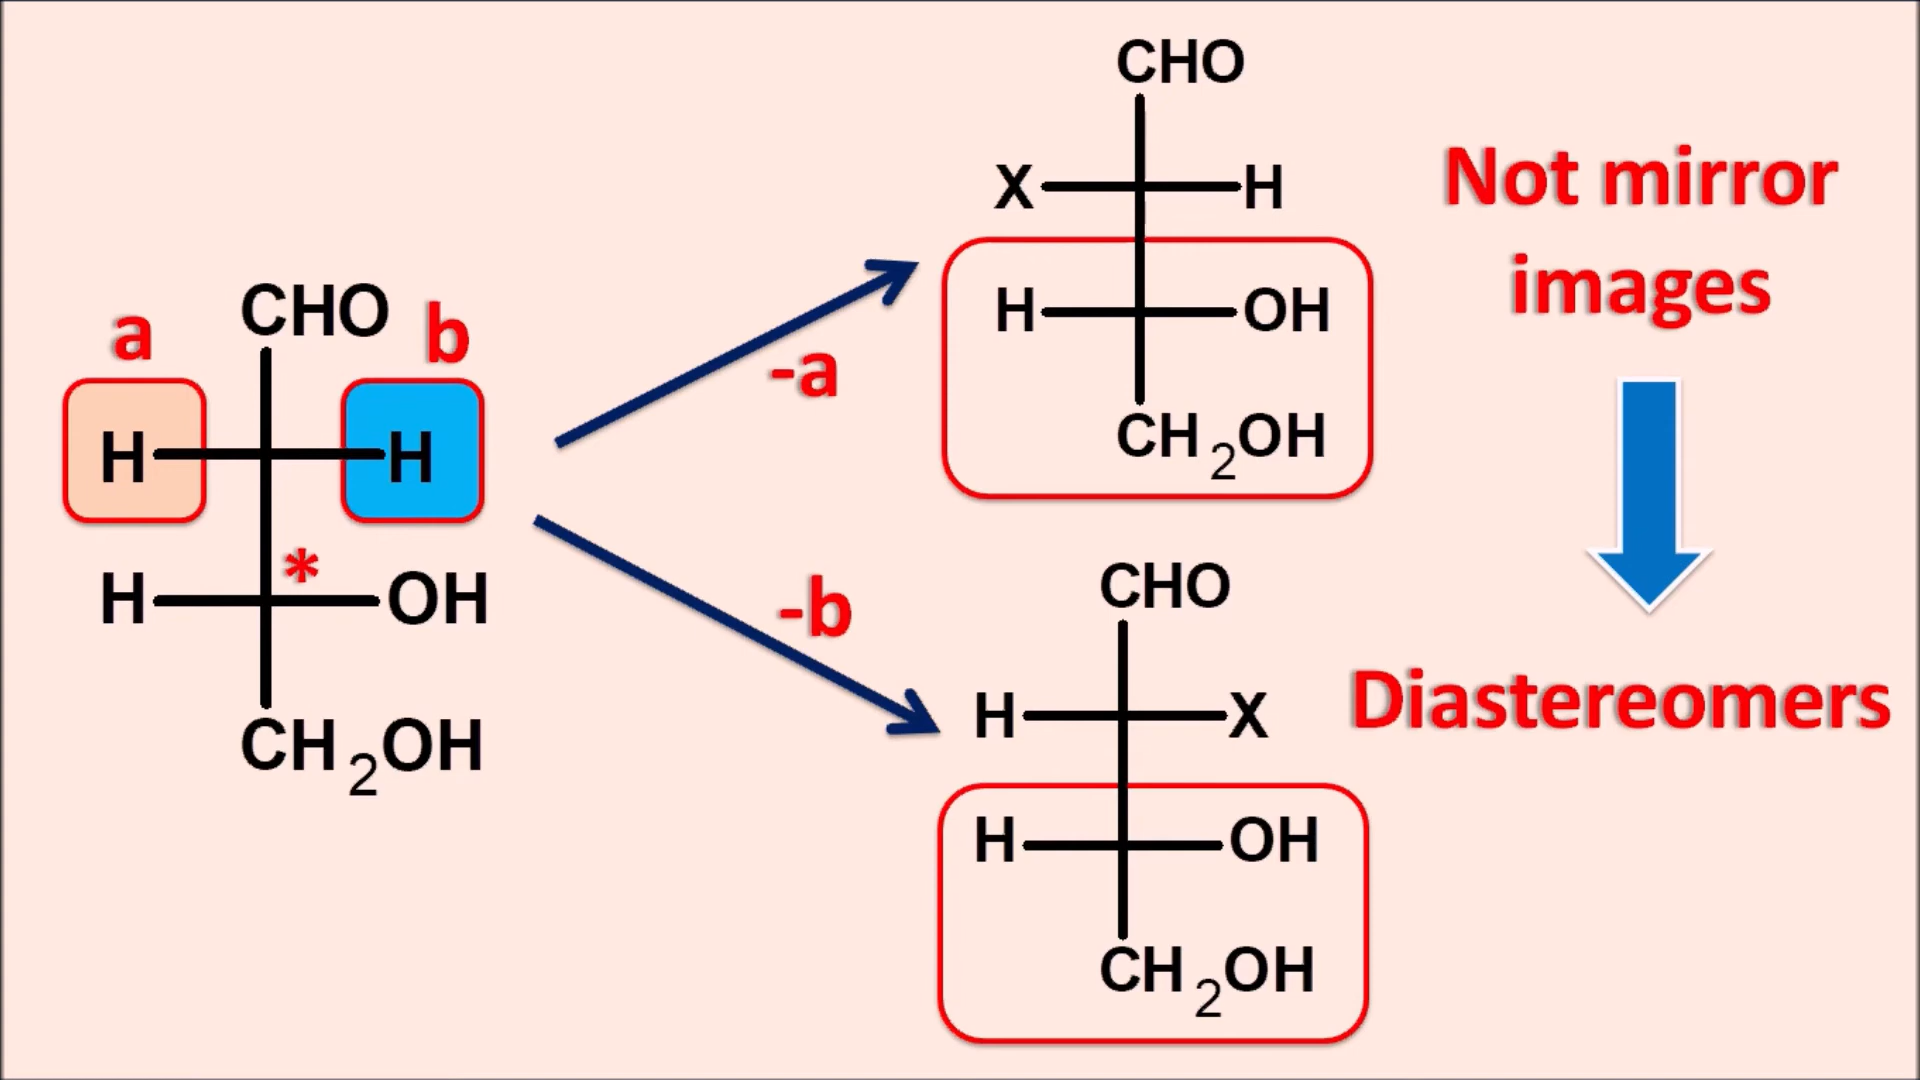 CHO
a
b
H
H
*
H
OH
CH2OH
-a
-b
CHO
X
H
H
OH
CH2OH
CHO
H
X
H
OH
CH2OH
Not mirror
images
Diastereomers